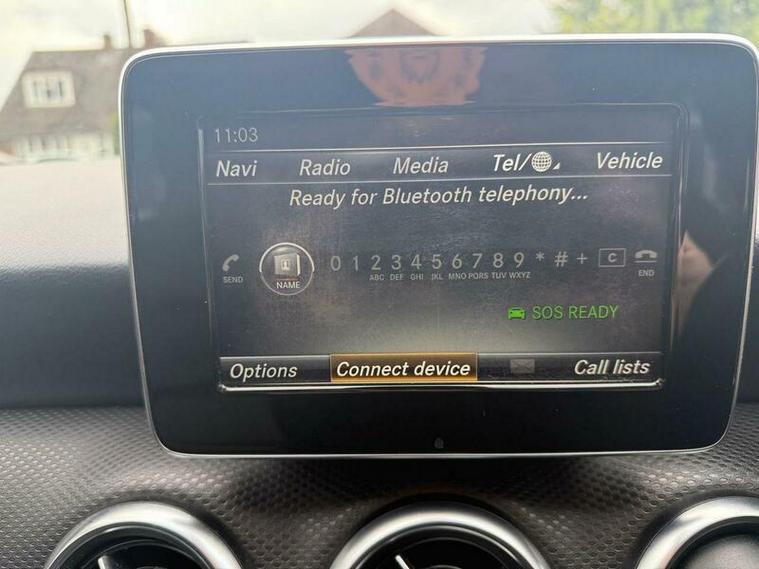 11:03
Navi Radio Media Tel/ Vehicle
Ready for Bluetooth telephony...
0 1 2 3 4 5 6 7 8 9 * # + C
SEND NAME ABC DEF GHI JKL MNO PQRS TUV WXYZ END
SOS READY
Options Connect device Call lists